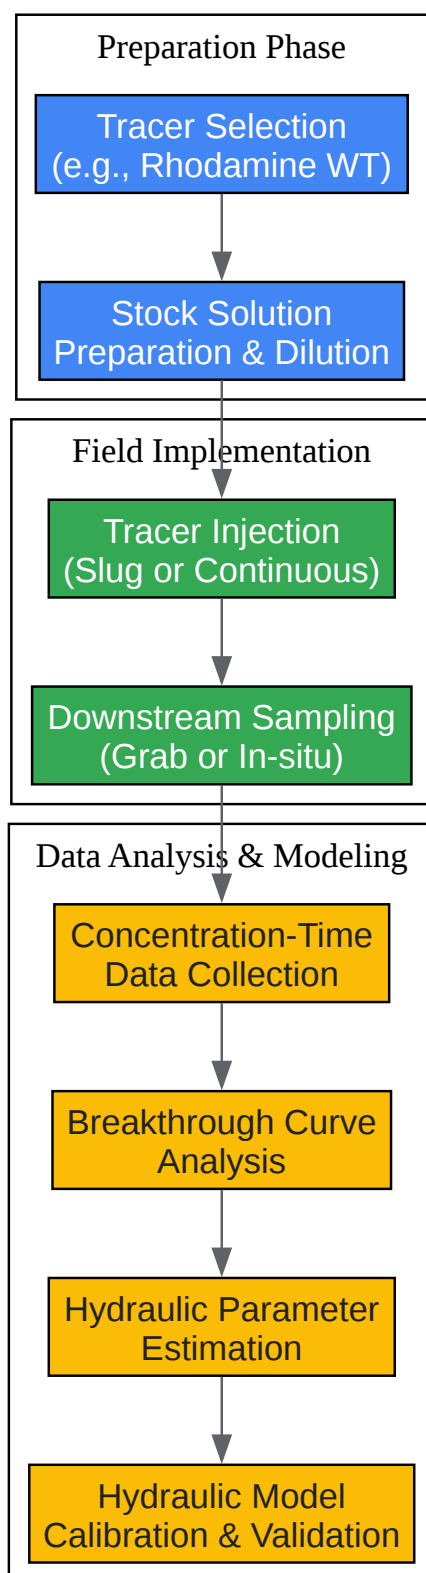 Preparation Phase
Tracer Selection
(e.g., Rhodamine WT)
Stock Solution
Preparation & Dilution
Field Implementation
Tracer Injection
(Slug or Continuous)
Downstream Sampling
(Grab or In-situ)
Data Analysis & Modeling
Concentration-Time
Data Collection
Breakthrough Curve
Analysis
Hydraulic Parameter
Estimation
Hydraulic Model
Calibration & Validation